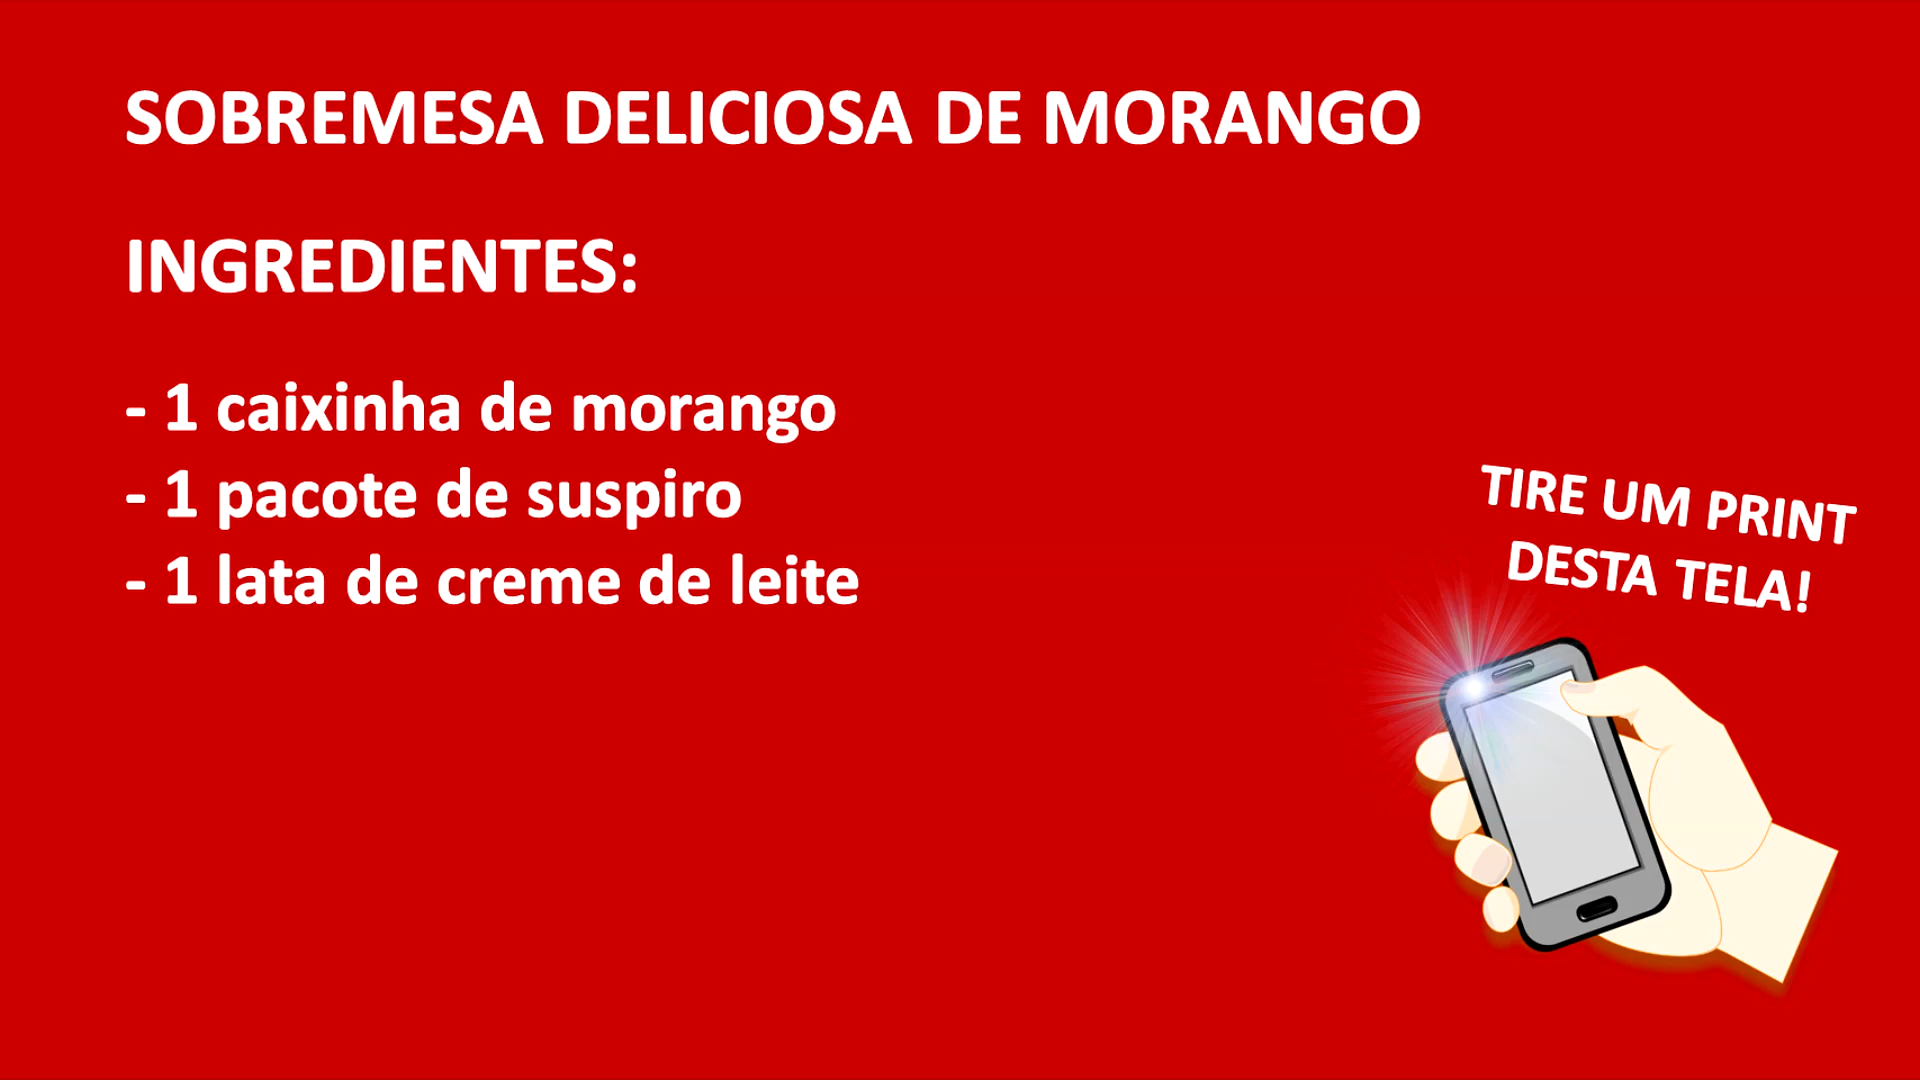 SOBREMESA DELICIOSA DE MORANGO
INGREDIENTES:
- 1 caixinha de morango
- 1 pacote de suspiro
- 1 lata de creme de leite
TIRE UM PRINT
DESTA TELA!